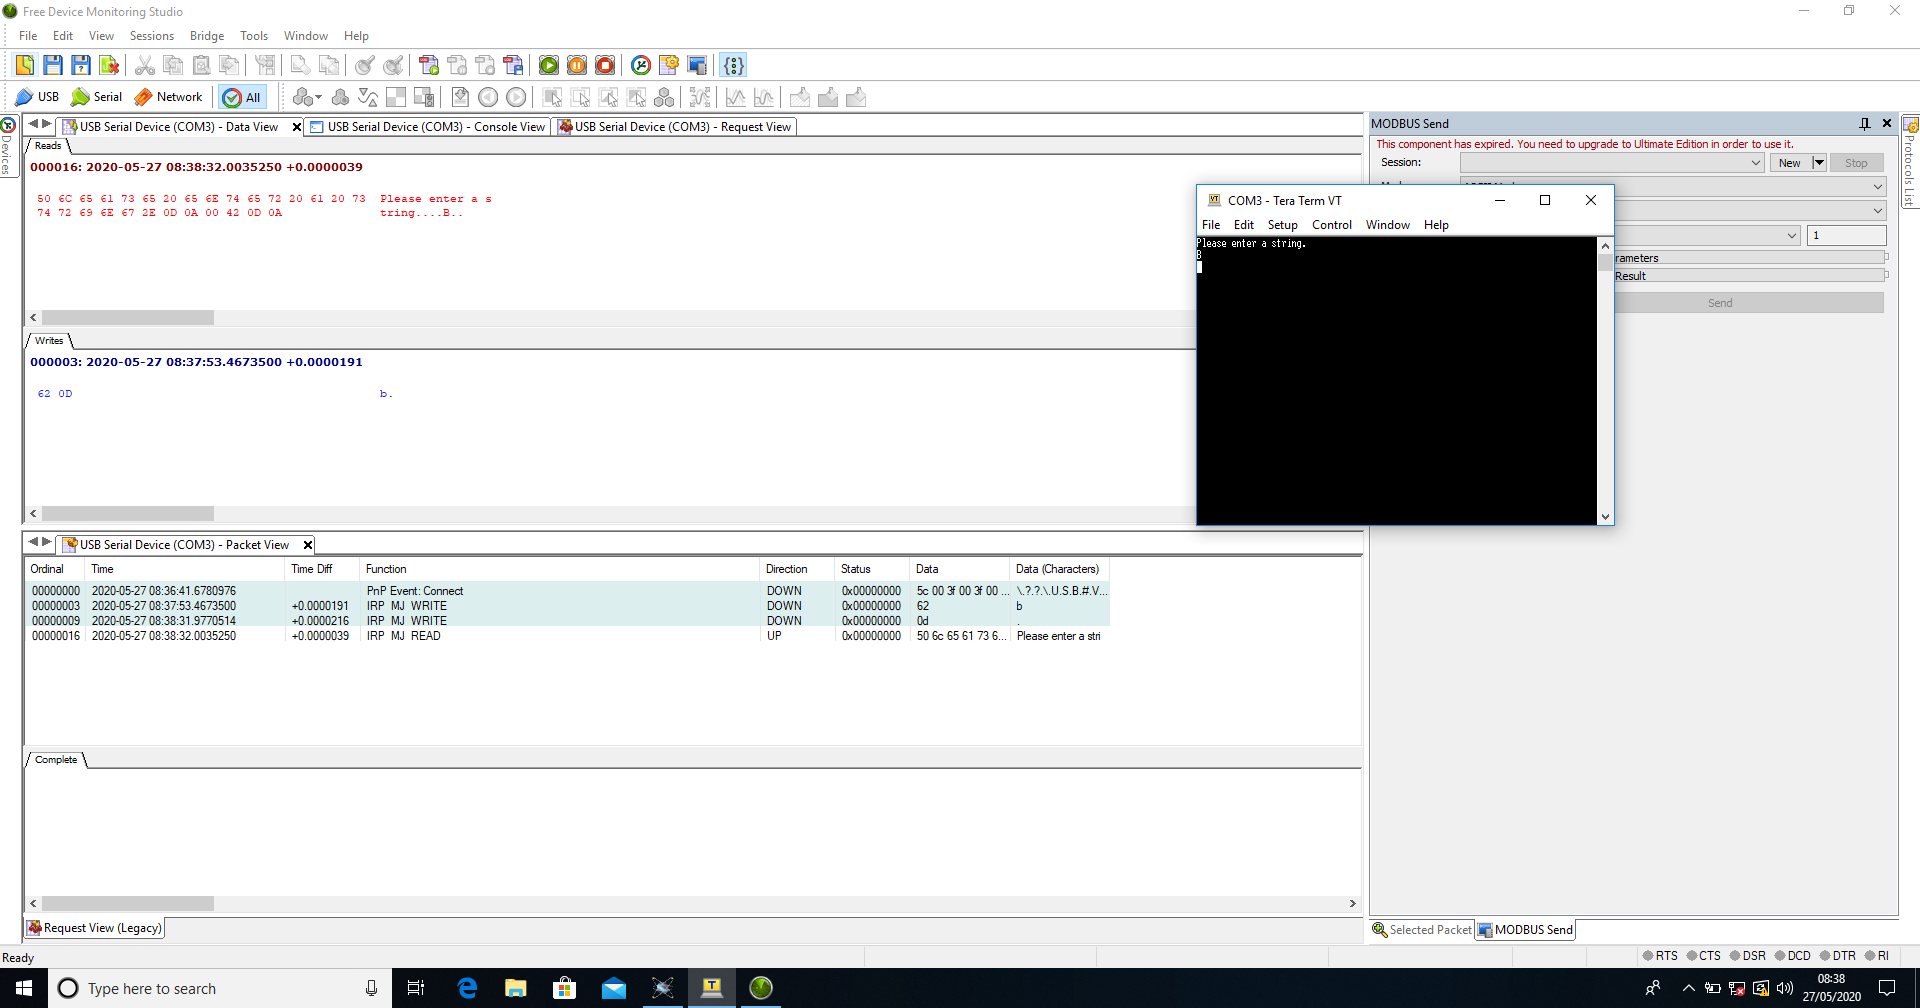 Free Device Monitoring Studio
File Edit View Sessions Bridge Tools Window Help
USB Serial Network All
Devices
USB Serial Device (COM3) - Data View USB Serial Device (COM3) - Console View USB Serial Device (COM3) - Request View
Reads
000016: 2020-05-27 08:38:32.0035250 +0.0000039
50 6C 65 61 73 65 20 65 6E 74 65 72 20 61 20 73 Please enter a s
74 72 69 6E 67 2E 0D 0A 00 42 0D 0A tring....B..
Writes
000003: 2020-05-27 08:37:53.4673500 +0.0000191
62 0D b.
MODBUS Send
This component has expired. You need to upgrade to Ultimate Edition in order to use it.
Session: New Stop
1
rameters
Result
Send
Protocols List
COM3 - Tera Term VT
File Edit Setup Control Window Help
Please enter a string.
B
USB Serial Device (COM3) - Packet View
Ordinal Time Time Diff Function Direction Status Data Data (Characters)
00000000 2020-05-27 08:36:41.6780976 PnP Event: Connect DOWN 0x00000000 5c 00 3f 00 3f 00 ... \.?.?.\.U.S.B.#.V...
00000003 2020-05-27 08:37:53.4673500 +0.0000191 IRP_MJ_WRITE DOWN 0x00000000 62 b
00000009 2020-05-27 08:38:31.9770514 +0.0000216 IRP_MJ_WRITE DOWN 0x00000000 0d .
00000016 2020-05-27 08:38:32.0035250 +0.0000039 IRP_MJ_READ UP 0x00000000 50 6c 65 61 73 6... Please enter a stri
Complete
Request View (Legacy)
Selected Packet MODBUS Send
Ready
RTS CTS DSR DCD DTR RI
Type here to search
08:38
27/05/2020